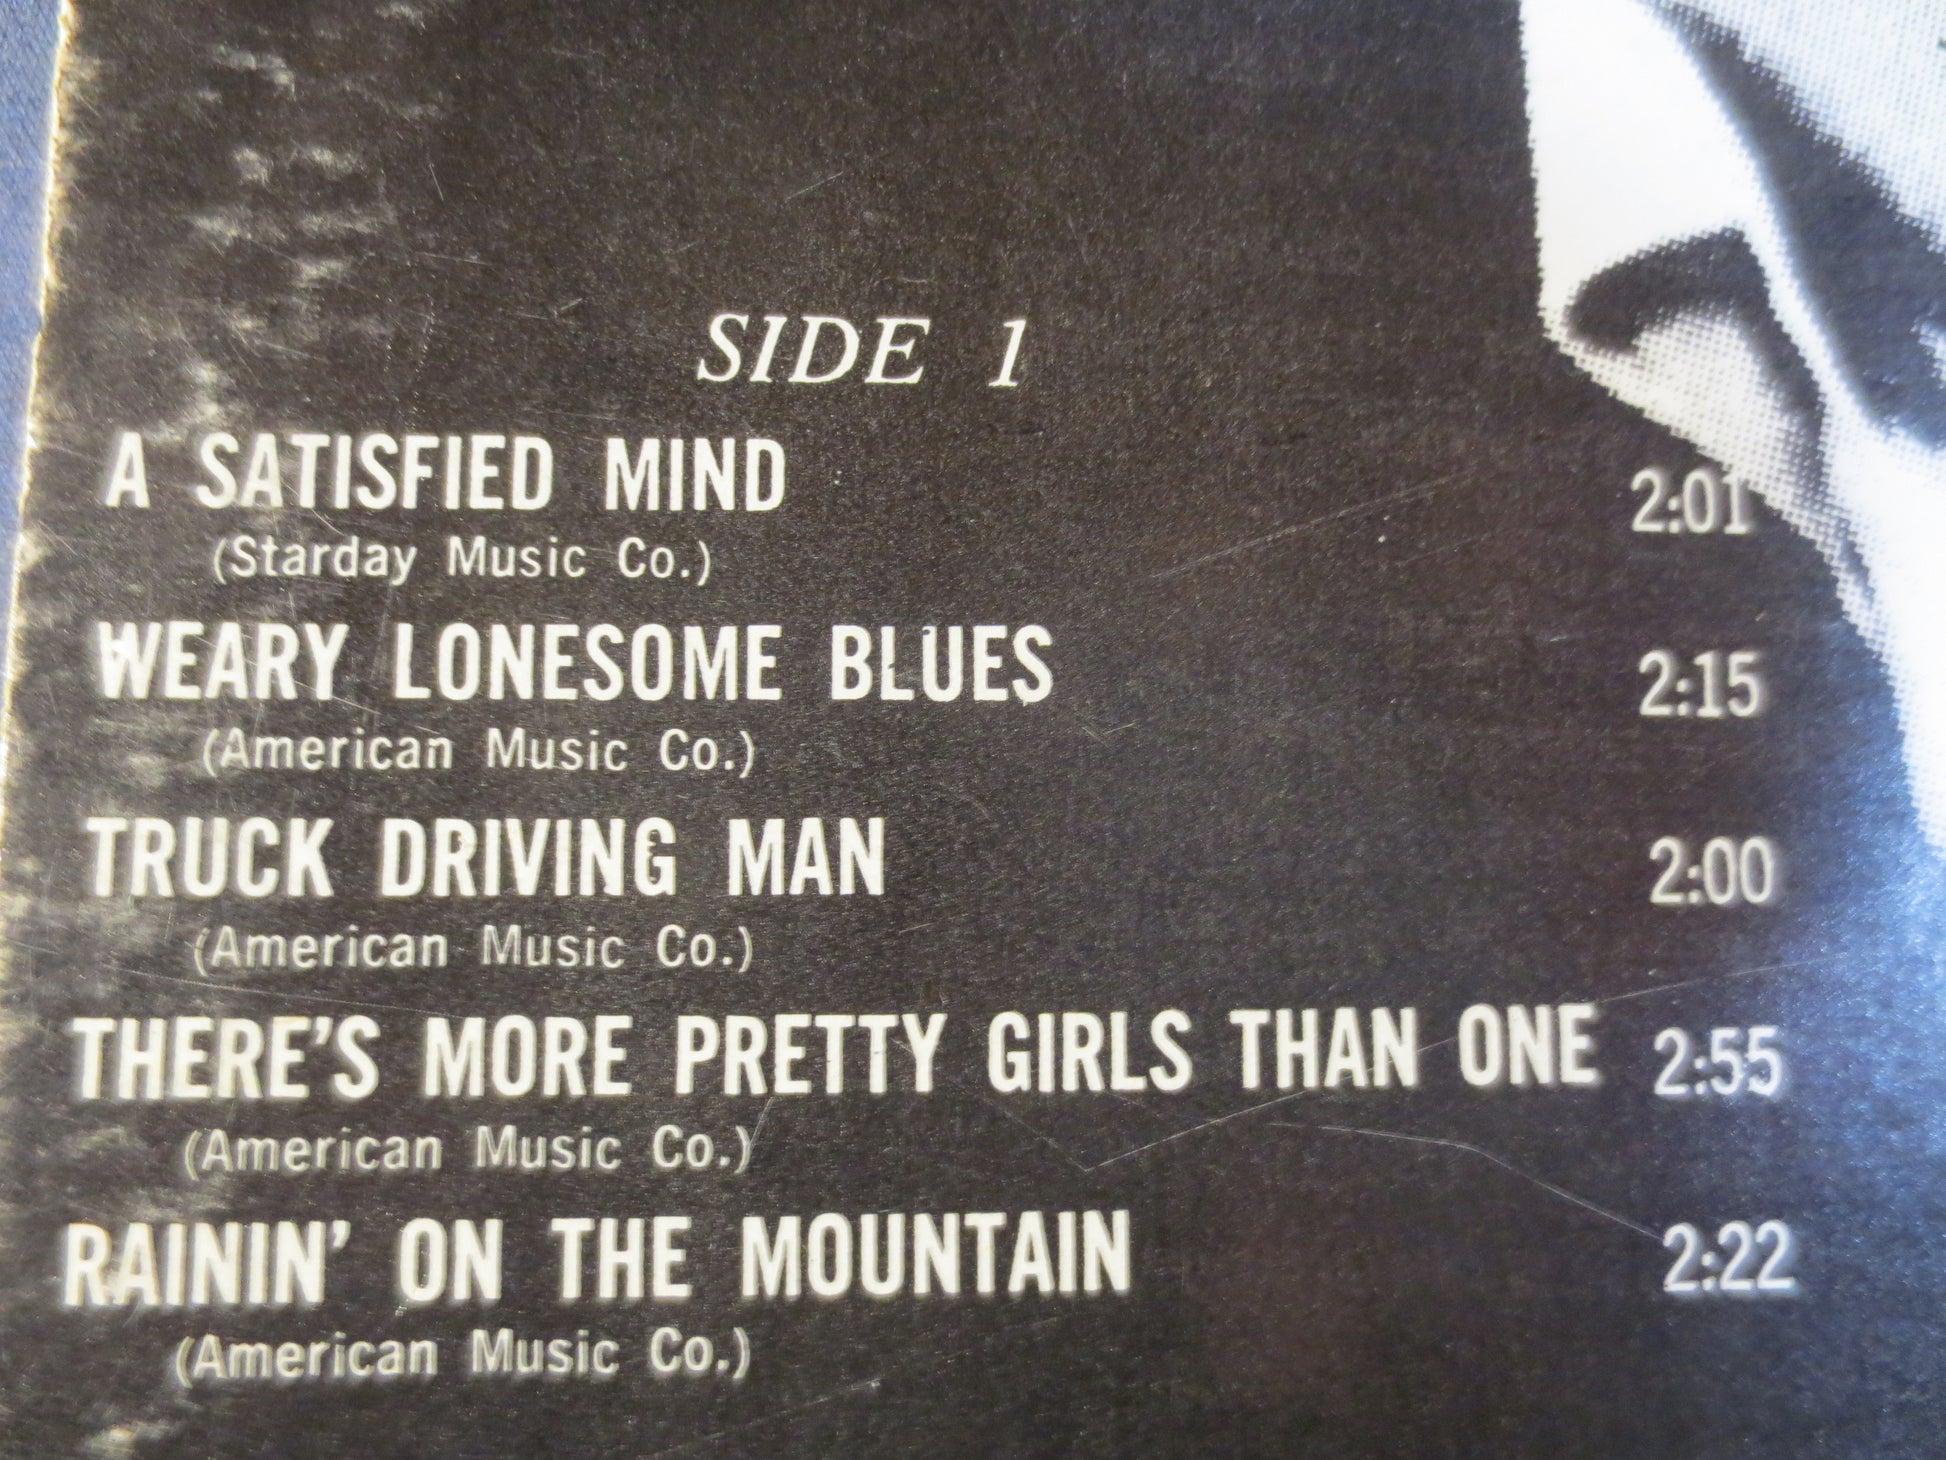 SIDE 1
A SATISFIED MIND 2:01
(Starday Music Co.)
WEARY LONESOME BLUES 2:15
(American Music Co.)
TRUCK DRIVING MAN 2:00
(American Music Co.)
THERE'S MORE PRETTY GIRLS THAN ONE 2:55
(American Music Co.)
RAININ' ON THE MOUNTAIN 2:22
(American Music Co.)